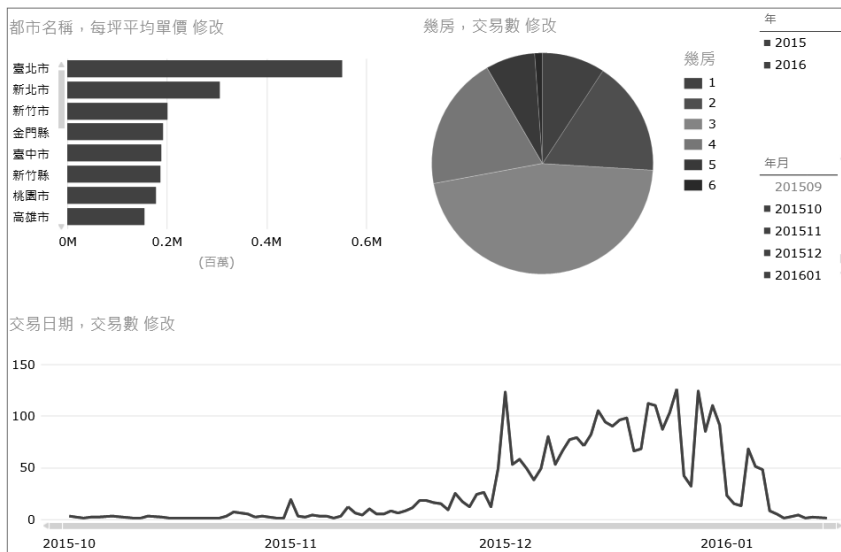 都市名稱，每坪平均單價 修改
臺北市
新北市
新竹市
金門縣
臺中市
新竹縣
桃園市
高雄市
0M 0.2M 0.4M 0.6M
(百萬)
幾房，交易數 修改
幾房
1
2
3
4
5
6
年
2015
2016
年月
201509
201510
201511
201512
201601
交易日期，交易數 修改
150
100
50
0
2015-10 2015-11 2015-12 2016-01